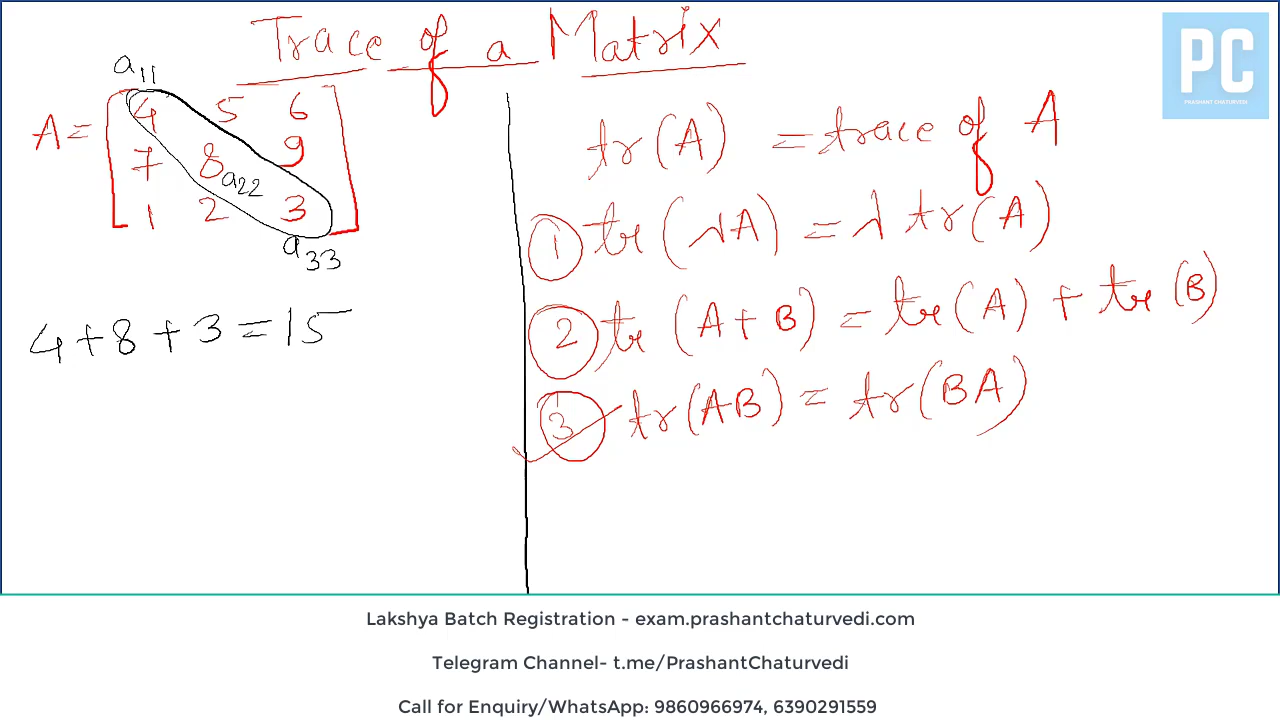 Trace of a Matrix
PC
PRASHANT CHATURVEDI
a11
A = [4 5 6
7 8 9
1 2 3]
a22
a33
4+8+3=15
tr(A) = trace of A
① tr(λA) = λ tr(A)
② tr(A+B) = tr(A) + tr(B)
③ tr(AB) = tr(BA)
Lakshya Batch Registration - exam.prashantchaturvedi.com
Telegram Channel- t.me/PrashantChaturvedi
Call for Enquiry/WhatsApp: 9860966974, 6390291559